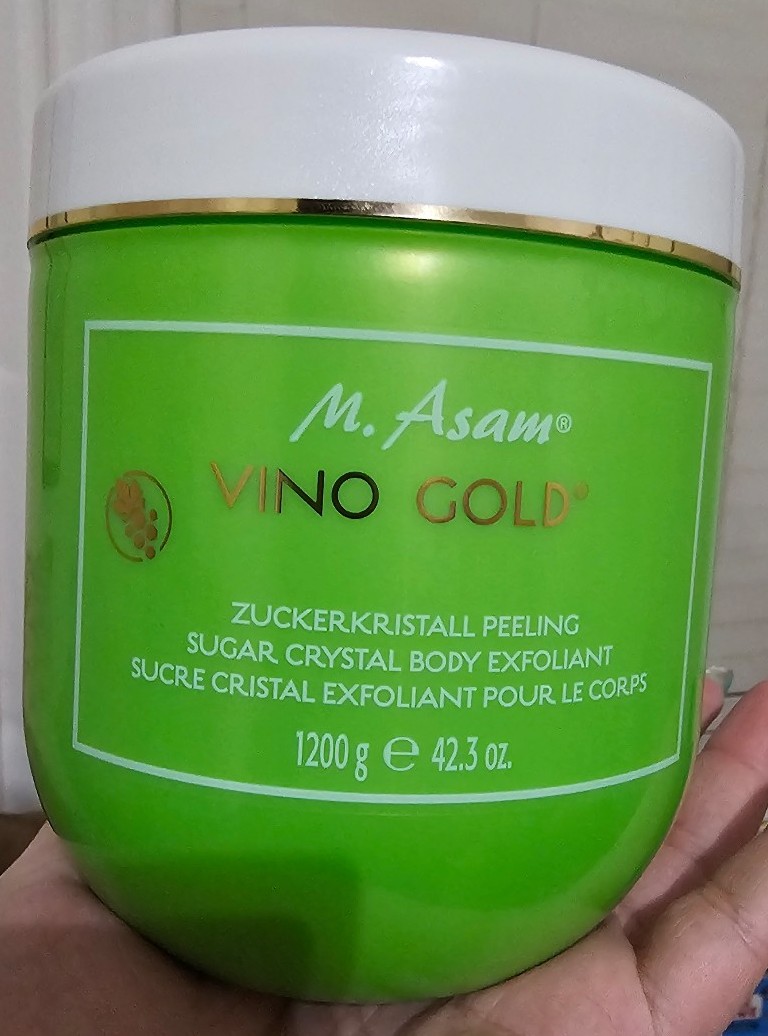 M. Asam®
VINO GOLD®
ZUCKERKRISTALL PEELING
SUGAR CRYSTAL BODY EXFOLIANT
SUCRE CRISTAL EXFOLIANT POUR LE CORPS
1200 g ℮ 42.3 oz.